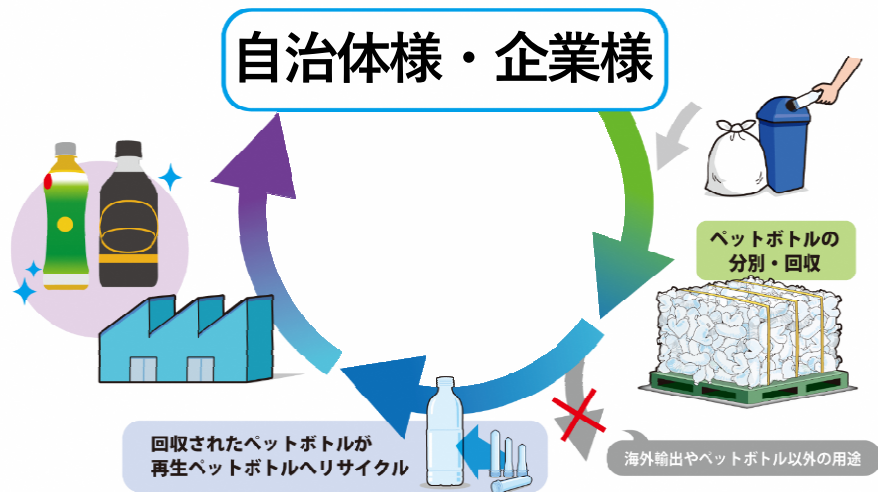 自治体様・企業様
ペットボトルの
分別・回収
回収されたペットボトルが
再生ペットボトルへリサイクル
海外輸出やペットボトル以外の用途